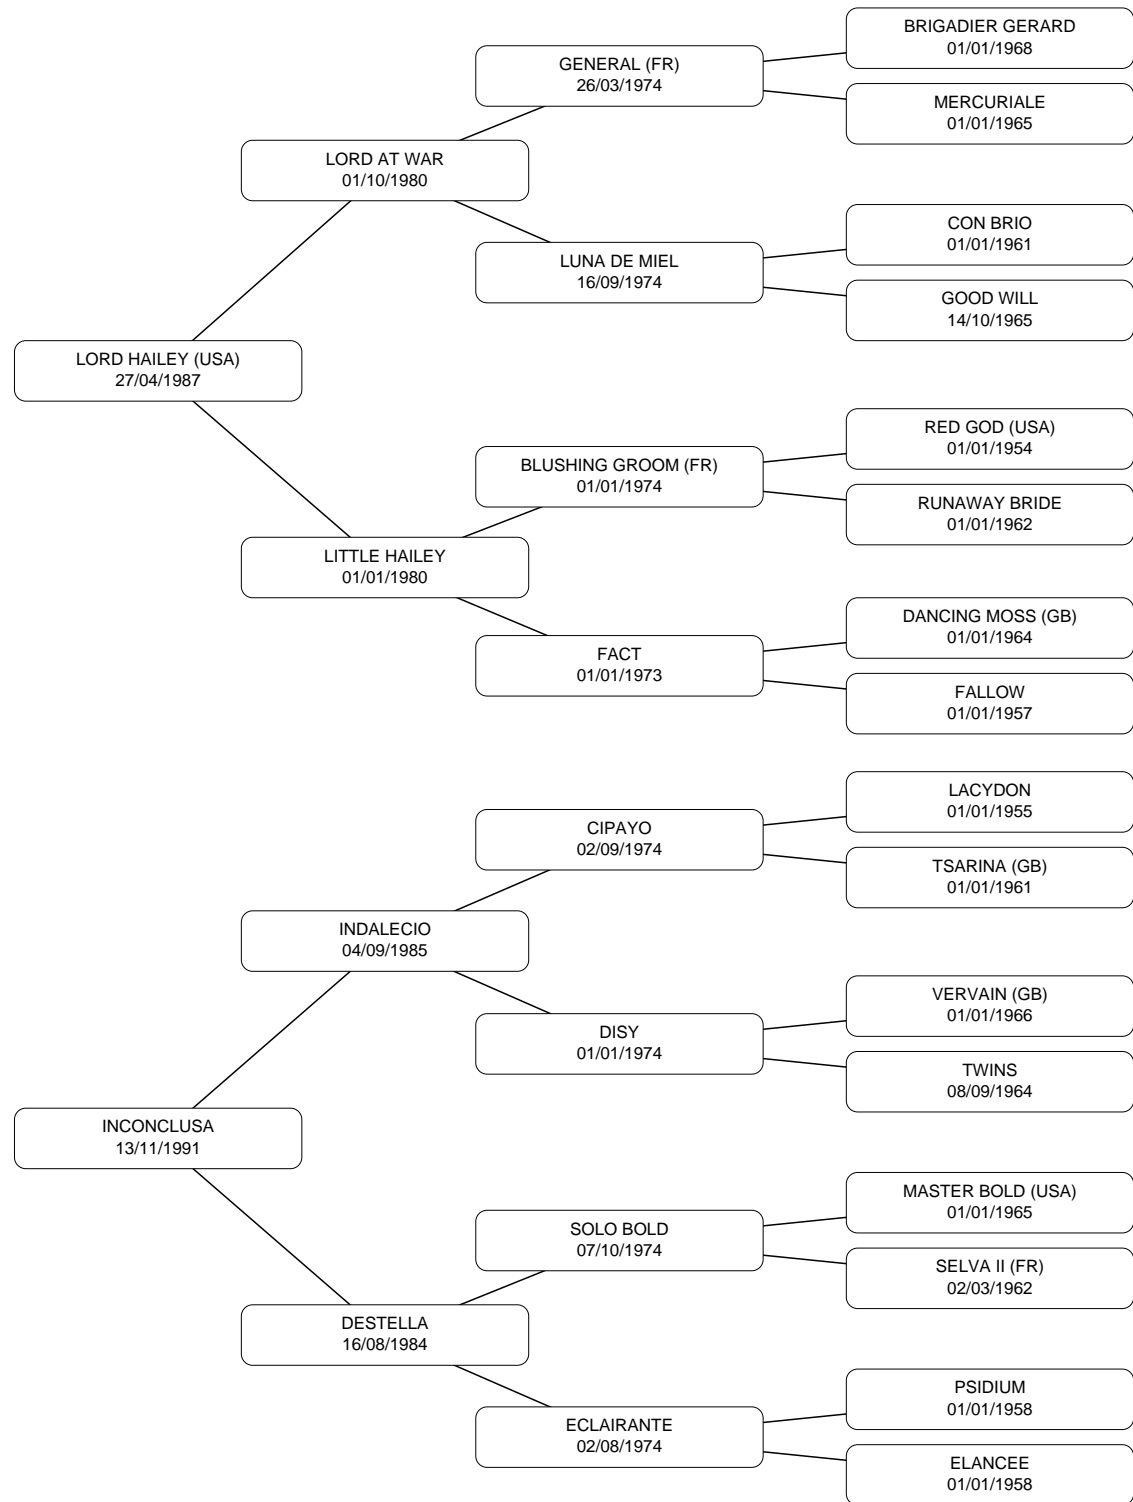 BRIGADIER GERARD
01/01/1968
GENERAL (FR)
26/03/1974
MERCURIALE
01/01/1965
LORD AT WAR
01/10/1980
CON BRIO
01/01/1961
LUNA DE MIEL
16/09/1974
GOOD WILL
14/10/1965
LORD HAILEY (USA)
27/04/1987
RED GOD (USA)
01/01/1954
BLUSHING GROOM (FR)
01/01/1974
RUNAWAY BRIDE
01/01/1962
LITTLE HAILEY
01/01/1980
DANCING MOSS (GB)
01/01/1964
FACT
01/01/1973
FALLOW
01/01/1957
LACYDON
01/01/1955
CIPAYO
02/09/1974
TSARINA (GB)
01/01/1961
INDALECIO
04/09/1985
VERVAIN (GB)
01/01/1966
DISY
01/01/1974
TWINS
08/09/1964
INCONCLUSA
13/11/1991
MASTER BOLD (USA)
01/01/1965
SOLO BOLD
07/10/1974
SELVA II (FR)
02/03/1962
DESTELLA
16/08/1984
PSIDIUM
01/01/1958
ECLAIRANTE
02/08/1974
ELANCEE
01/01/1958